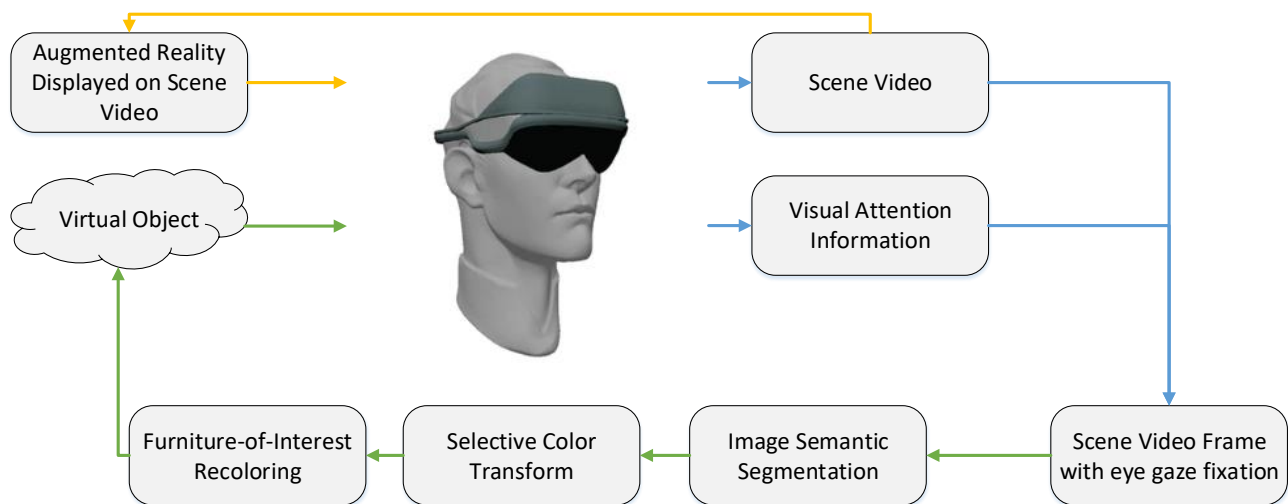 Augmented Reality
Displayed on Scene
Video
Scene Video
Virtual Object
Visual Attention
Information
Furniture-of-Interest
Recoloring
Selective Color
Transform
Image Semantic
Segmentation
Scene Video Frame
with eye gaze fixation